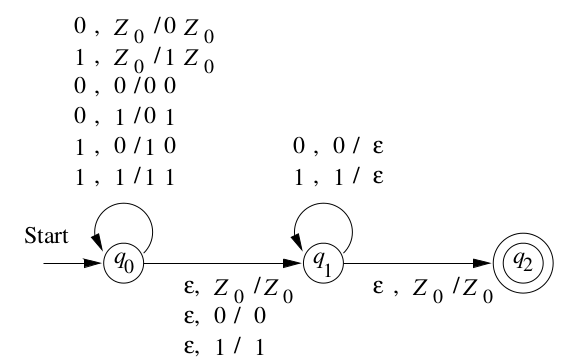 0 , Z0 /0 Z0
1 , Z0 /1 Z0
0 , 0 /0 0
0 , 1 /0 1
1 , 0 /1 0
1 , 1 /1 1
0 , 0 / ε
1 , 1 / ε
Start
q0
q1
q2
ε, Z0 /Z0
ε, 0 / 0
ε, 1 / 1
ε , Z0 /Z0